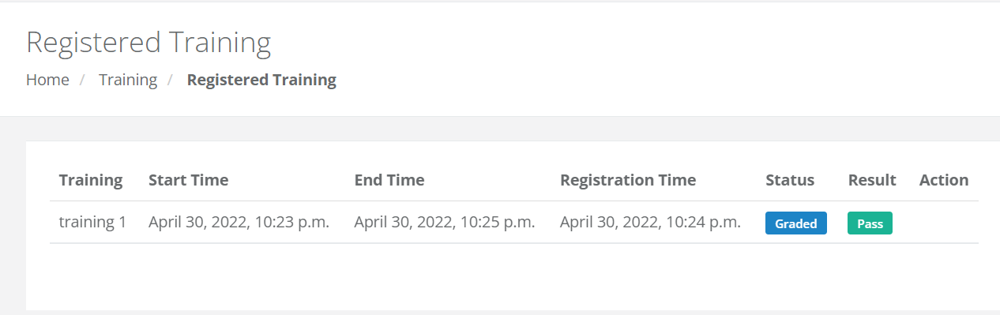 Registered Training
Home / Training / Registered Training
Training Start Time End Time Registration Time Status Result Action
training 1 April 30, 2022, 10:23 p.m. April 30, 2022, 10:25 p.m. April 30, 2022, 10:24 p.m. Graded Pass